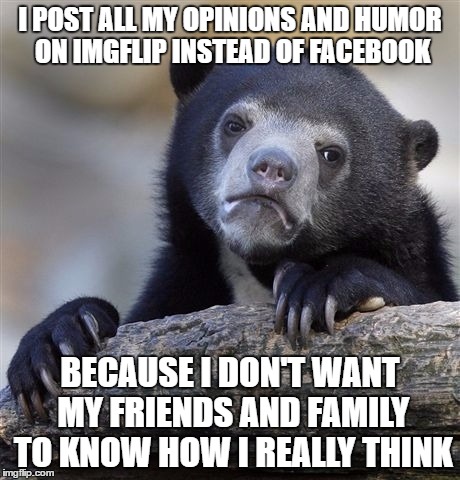 I POST ALL MY OPINIONS AND HUMOR
ON IMGFLIP INSTEAD OF FACEBOOK
BECAUSE I DON'T WANT
MY FRIENDS AND FAMILY
TO KNOW HOW I REALLY THINK
imgflip.com